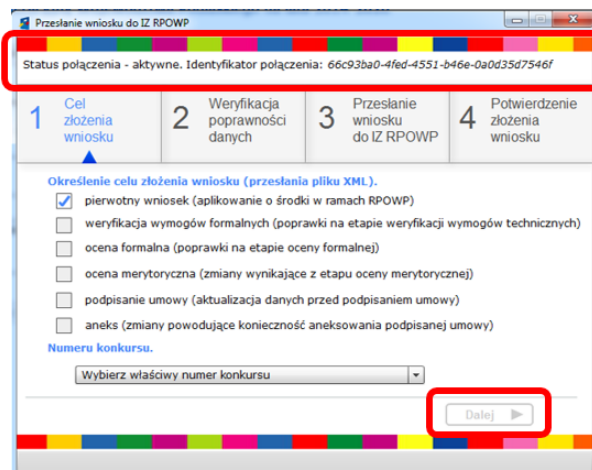 Przesłanie wniosku do IZ RPOWP
Status połączenia - aktywne. Identyfikator połączenia: 66c93ba0-4fed-4551-b46e-0a0d35d7546f
1 Cel złożenia wniosku
2 Weryfikacja poprawności danych
3 Przesłanie wniosku do IZ RPOWP
4 Potwierdzenie złożenia wniosku
Określenie celu złożenia wniosku (przesłania pliku XML).
pierwotny wniosek (aplikowanie o środki w ramach RPOWP)
weryfikacja wymogów formalnych (poprawki na etapie weryfikacji wymogów technicznych)
ocena formalna (poprawki na etapie oceny formalnej)
ocena merytoryczna (zmiany wynikające z etapu oceny merytorycznej)
podpisanie umowy (aktualizacja danych przed podpisaniem umowy)
aneks (zmiany powodujące konieczność aneksowania podpisanej umowy)
Numeru konkursu.
Wybierz właściwy numer konkursu
Dalej